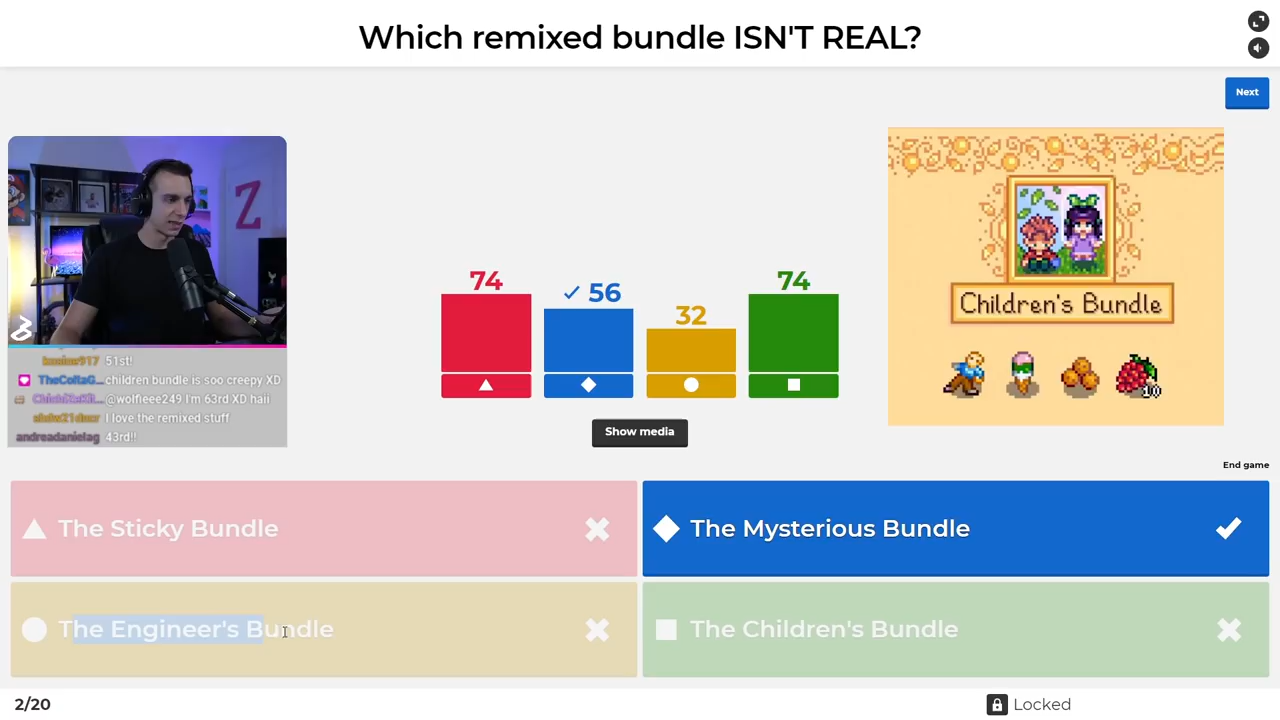 Which remixed bundle ISN'T REAL?
Next
Z
74
56
32
74
Children's Bundle
10
51st!
TheCollaG... children bundle is soo creepy XD
@wolfieee249 I'm 63rd XD haii
I love the remixed stuff
andreadanielag 43rd!!
Show media
End game
The Sticky Bundle
The Mysterious Bundle
The Engineer's Bundle
The Children's Bundle
2/20
Locked